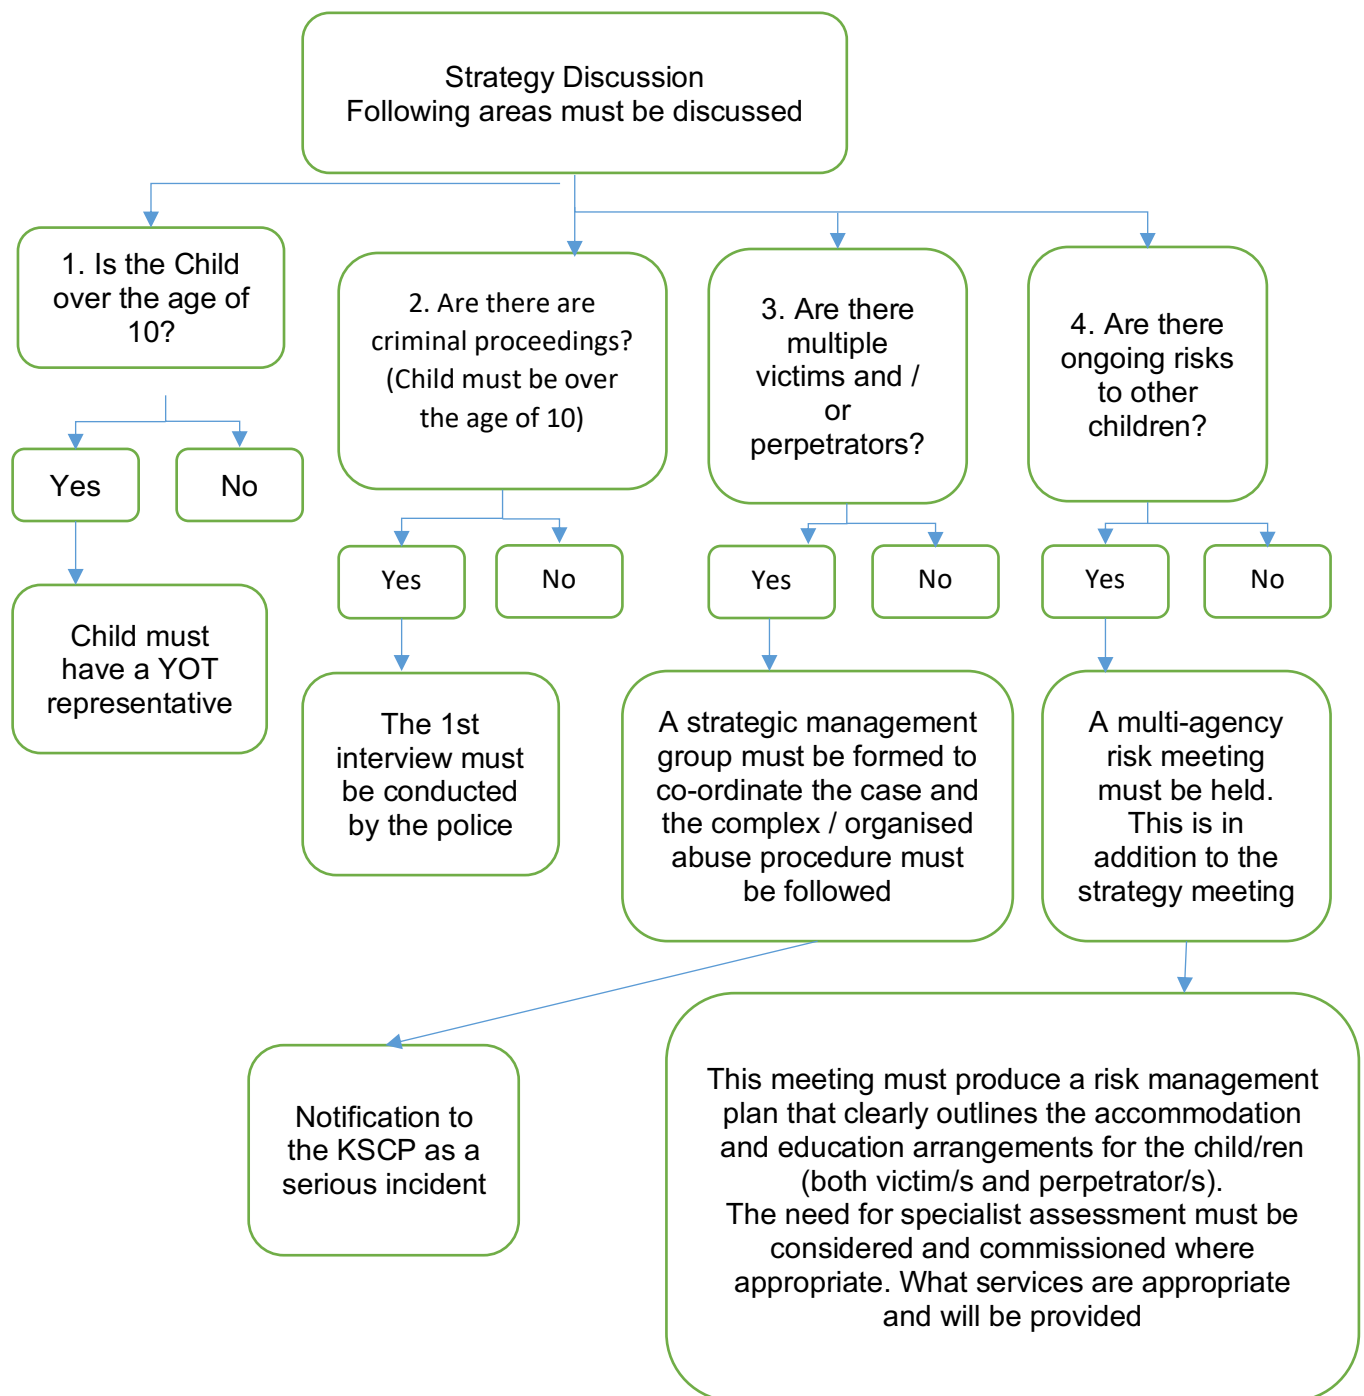 Strategy Discussion
Following areas must be discussed
1. Is the Child
over the age of
10?
2. Are there are
criminal proceedings?
(Child must be over
the age of 10)
3. Are there
multiple
victims and /
or
perpetrators?
4. Are there
ongoing risks
to other
children?
Yes
No
Yes
No
Yes
No
Yes
No
Child must
have a YOT
representative
The 1st
interview must
be conducted
by the police
A strategic management
group must be formed to
co-ordinate the case and
the complex / organised
abuse procedure must
be followed
A multi-agency
risk meeting
must be held.
This is in
addition to the
strategy meeting
Notification to
the KSCP as a
serious incident
This meeting must produce a risk management
plan that clearly outlines the accommodation
and education arrangements for the child/ren
(both victim/s and perpetrator/s).
The need for specialist assessment must be
considered and commissioned where
appropriate. What services are appropriate
and will be provided